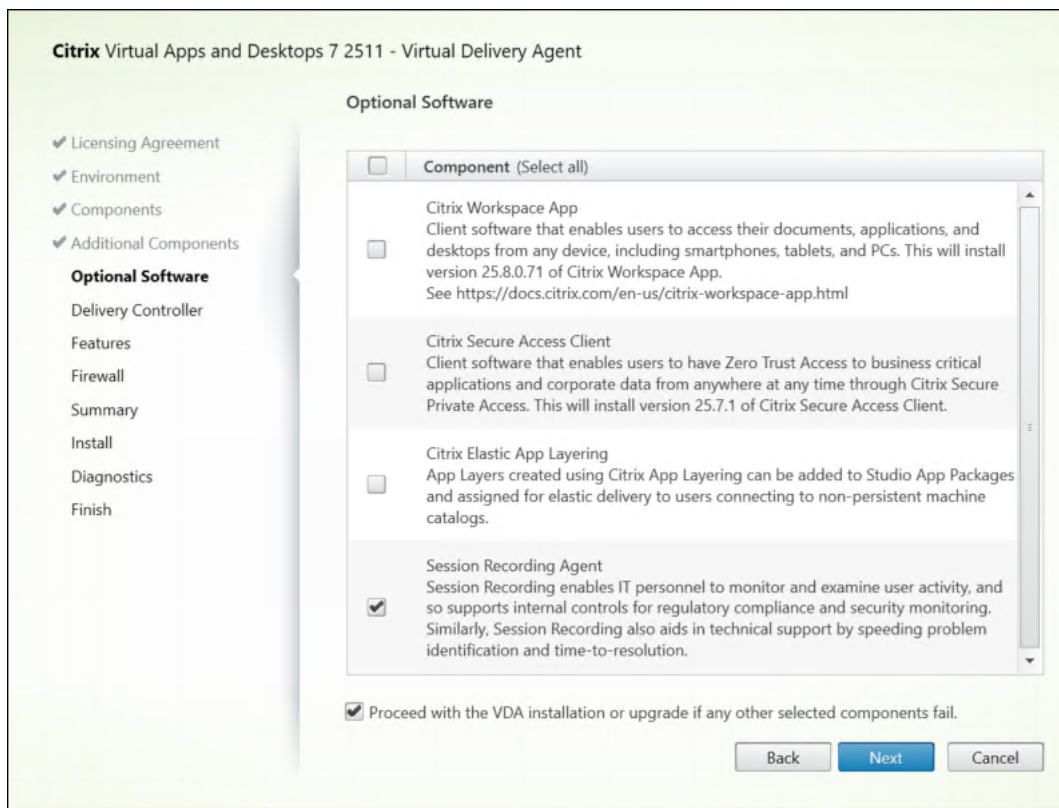 Citrix Virtual Apps and Desktops 7 2511 - Virtual Delivery Agent
Optional Software
Licensing Agreement
Environment
Components
Additional Components
Optional Software
Delivery Controller
Features
Firewall
Summary
Install
Diagnostics
Finish
Component (Select all)
Citrix Workspace App
Client software that enables users to access their documents, applications, and
desktops from any device, including smartphones, tablets, and PCs. This will install
version 25.8.0.71 of Citrix Workspace App.
See https://docs.citrix.com/en-us/citrix-workspace-app.html
Citrix Secure Access Client
Client software that enables users to have Zero Trust Access to business critical
applications and corporate data from anywhere at any time through Citrix Secure
Private Access. This will install version 25.7.1 of Citrix Secure Access Client.
Citrix Elastic App Layering
App Layers created using Citrix App Layering can be added to Studio App Packages
and assigned for elastic delivery to users connecting to non-persistent machine
catalogs.
Session Recording Agent
Session Recording enables IT personnel to monitor and examine user activity, and
so supports internal controls for regulatory compliance and security monitoring.
Similarly, Session Recording also aids in technical support by speeding problem
identification and time-to-resolution.
Proceed with the VDA installation or upgrade if any other selected components fail.
Back Next Cancel